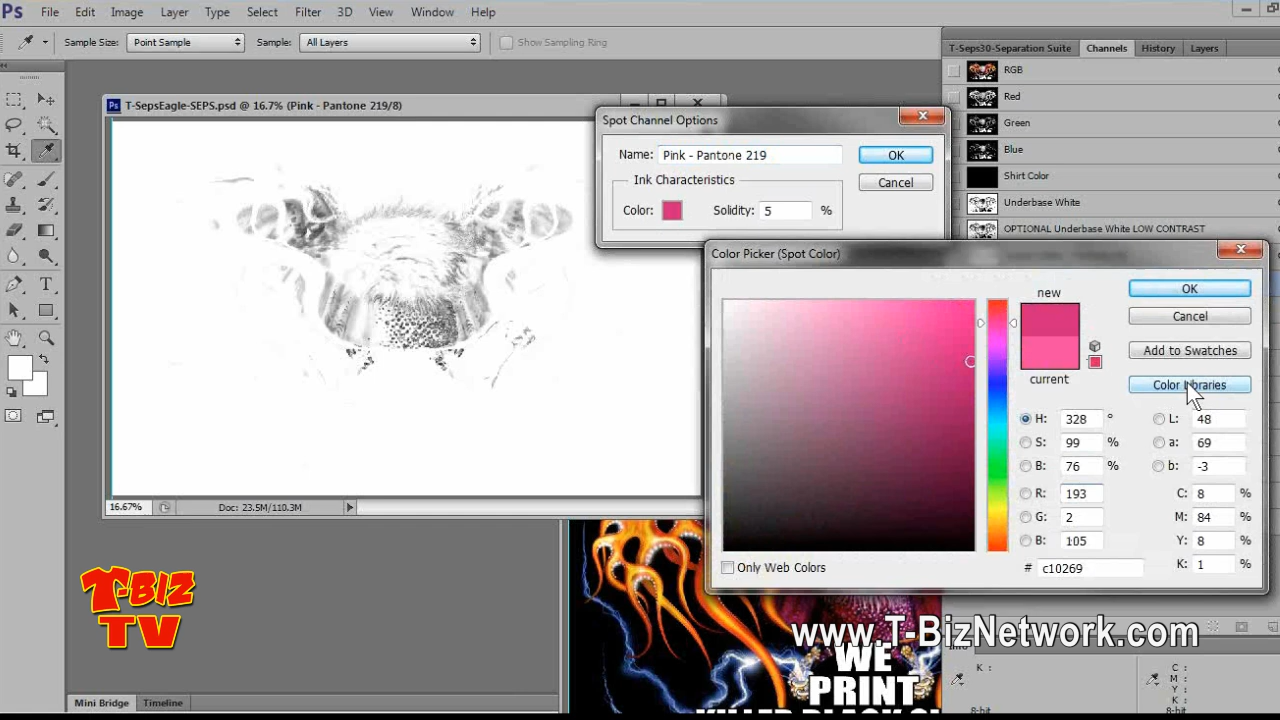 Ps File Edit Image Layer Type Select Filter 3D View Window Help
Sample Size: Point Sample Sample: All Layers Show Sampling Ring
T-Seps30-Separation Suite Channels History Layers
RGB
Red
Green
Blue
Shirt Color
Underbase White
OPTIONAL Underbase White LOW CONTRAST
Ps T-SepsEagle-SEPS.psd @ 16.7% (Pink - Pantone 219/8)
16.67% Doc: 23.5M/110.3M
Spot Channel Options
Name: Pink - Pantone 219 OK
Ink Characteristics Cancel
Color: Solidity: 5 %
Color Picker (Spot Color)
new
current
OK
Cancel
Add to Swatches
Color Libraries
H: 328 ° L: 48
S: 99 % a: 69
B: 76 % b: -3
R: 193 C: 8 %
G: 2 M: 84 %
B: 105 Y: 8 %
# c10269 K: 1 %
Only Web Colors
T-BIZ
TV
www.T-BizNetwork.com
WE
PRINT
Mini Bridge Timeline
K : C :
M :
Y :
K :
8-bit 8-bit